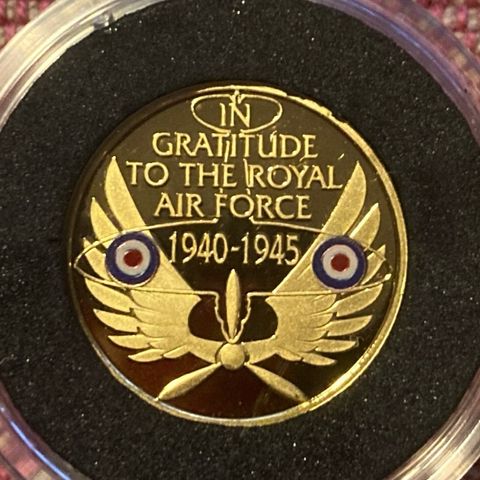 IN
GRATITUDE
TO THE ROYAL
AIR FORCE
1940-1945